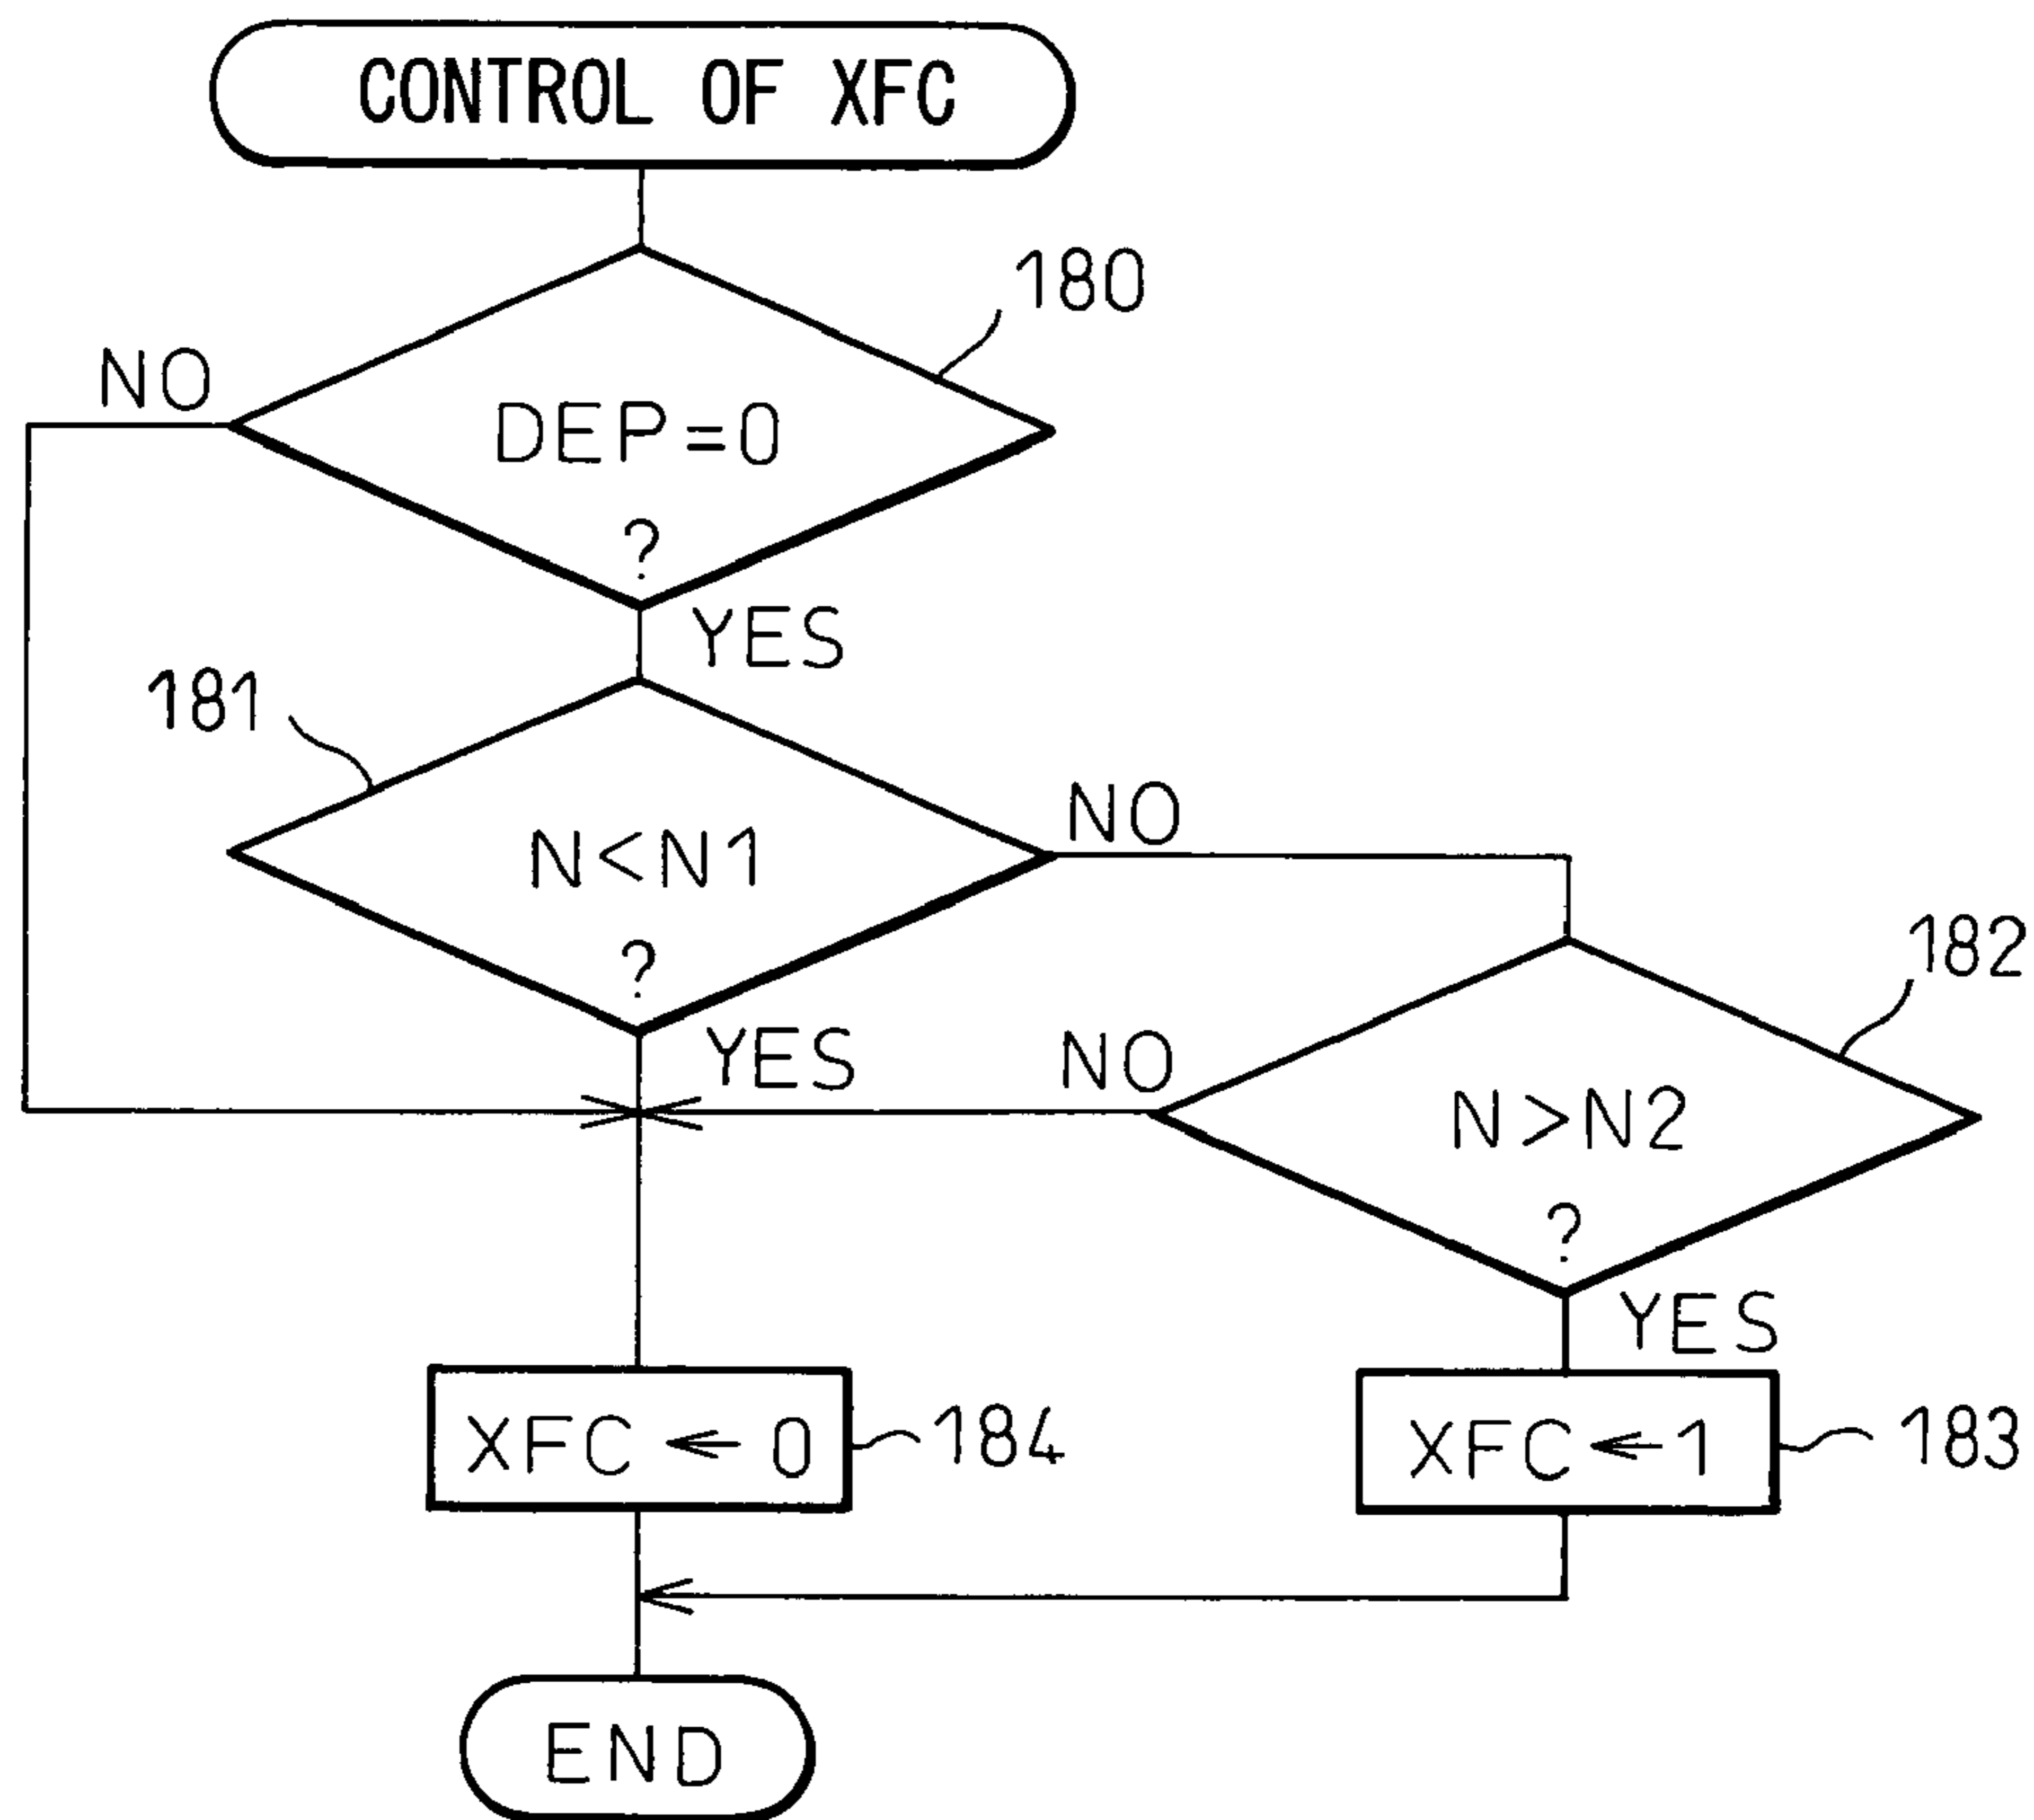 CONTROL OF XFC
180
NO
DEP=0
?
YES
181
N<N1
?
NO
YES
182
NO
N>N2
?
YES
XFC ← 0
184
XFC ← 1
183
END